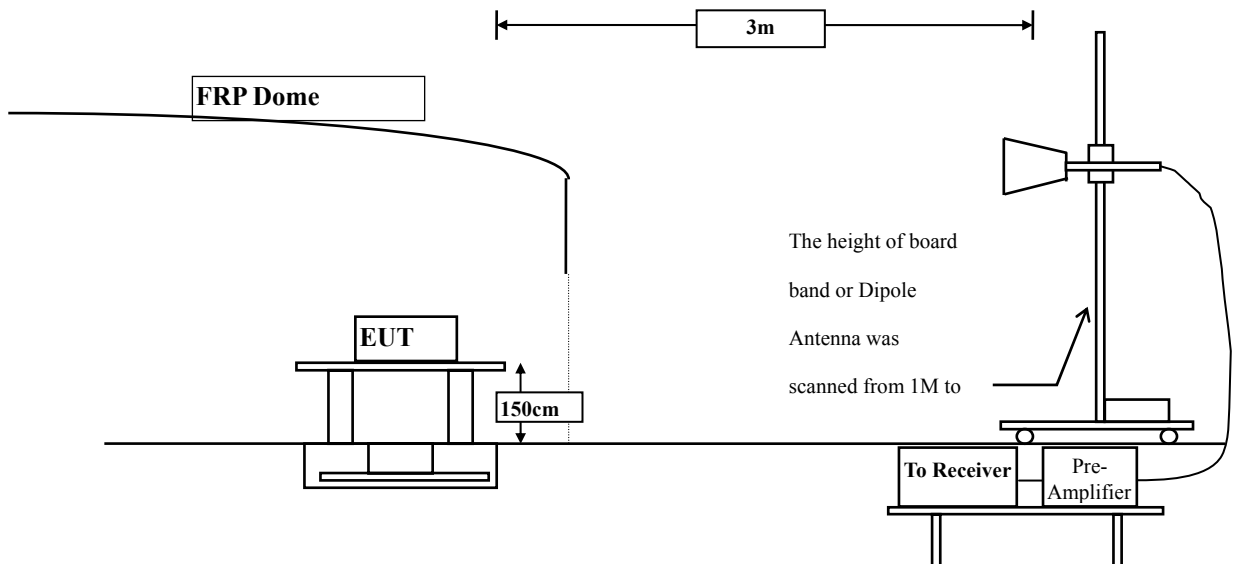 3m
FRP Dome
The height of board
band or Dipole
Antenna was
scanned from 1M to
EUT
150cm
To Receiver
Pre-
Amplifier